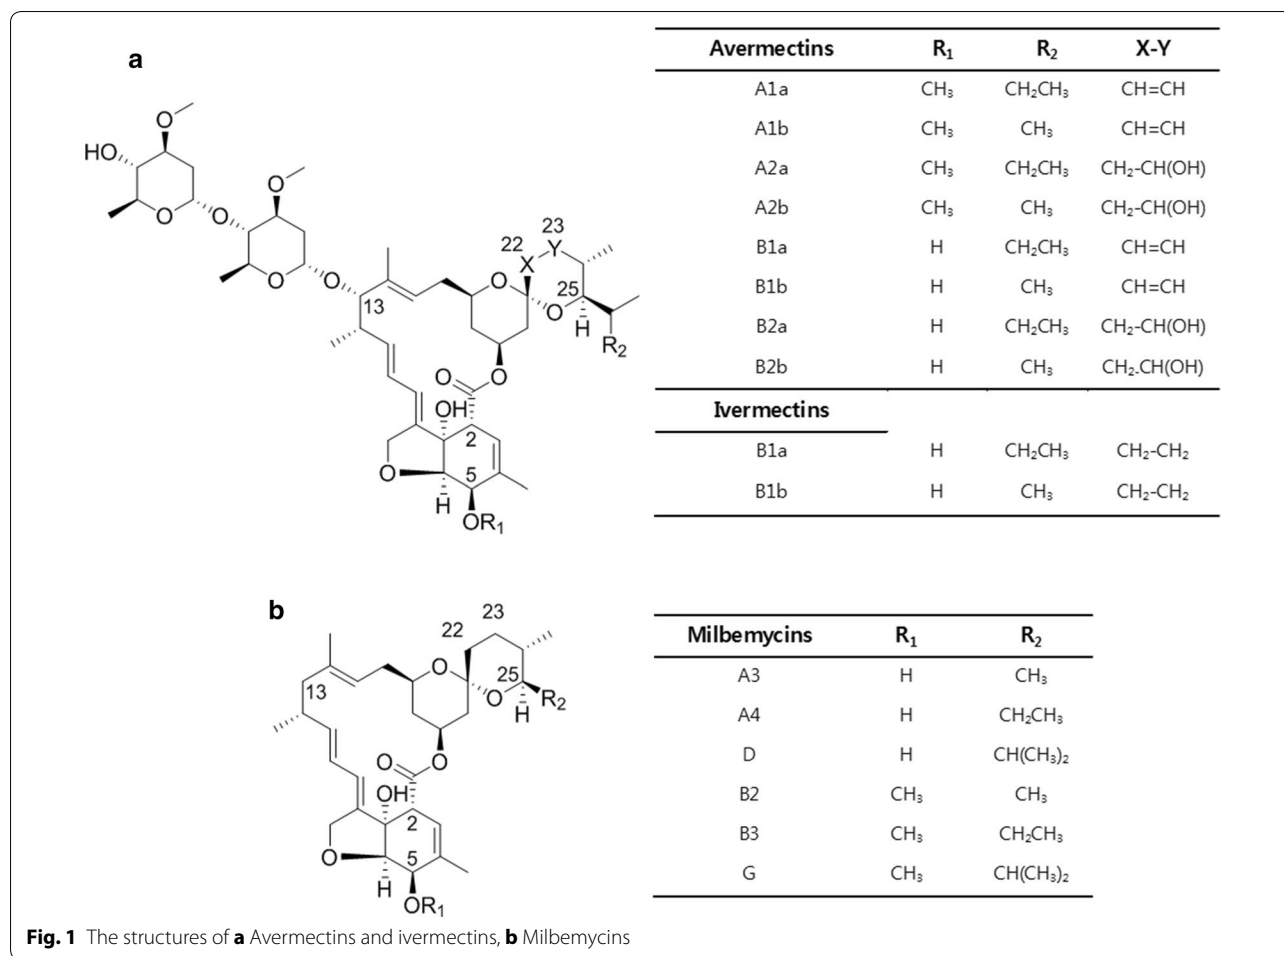 a
Avermectins R1 R2 X-Y
A1a CH3 CH2CH3 CH=CH
A1b CH3 CH3 CH=CH
A2a CH3 CH2CH3 CH2-CH(OH)
A2b CH3 CH3 CH2-CH(OH)
B1a H CH2CH3 CH=CH
B1b H CH3 CH=CH
B2a H CH2CH3 CH2-CH(OH)
B2b H CH3 CH2-CH(OH)
Ivermectins
B1a H CH2CH3 CH2-CH2
B1b H CH3 CH2-CH2
O
HO
O
O
O
O
O
23
22
Y
X
O
25
13
O
H
R2
O
O
OH
2
O
5
H
OR1
b
Milbemycins R1 R2
A3 H CH3
A4 H CH2CH3
D H CH(CH3)2
B2 CH3 CH3
B3 CH3 CH2CH3
G CH3 CH(CH3)2
23
22
O
25
13
O
R2
H
O
O
OH
2
O
5
H
OR1
Fig. 1 The structures of a Avermectins and ivermectins, b Milbemycins